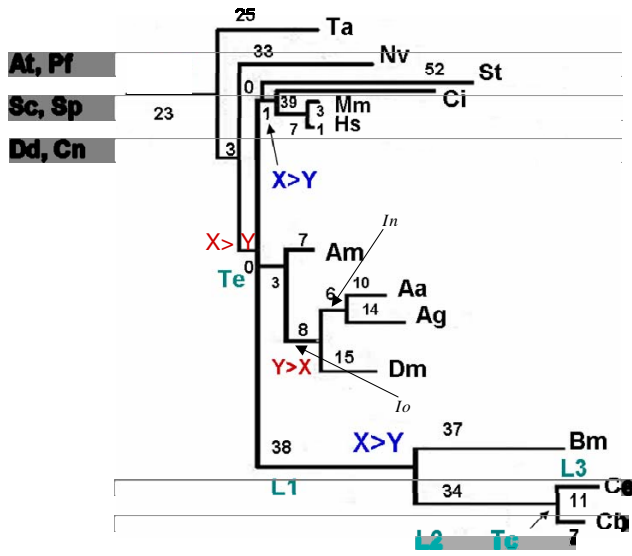 25
Ta
33
Nv
At, Pf
52
St
0
Ci
39
3
Mm
Sc, Sp
23
1
7
1
Hs
Dd, Cn
3
X>Y
In
X> Y
7
Am
Te
0
3
6
10
Aa
14
Ag
8
15
Dm
Y>X
Io
X>Y
37
38
Bm
L3
L1
34
Ce
11
Cb
L2
Tc
7